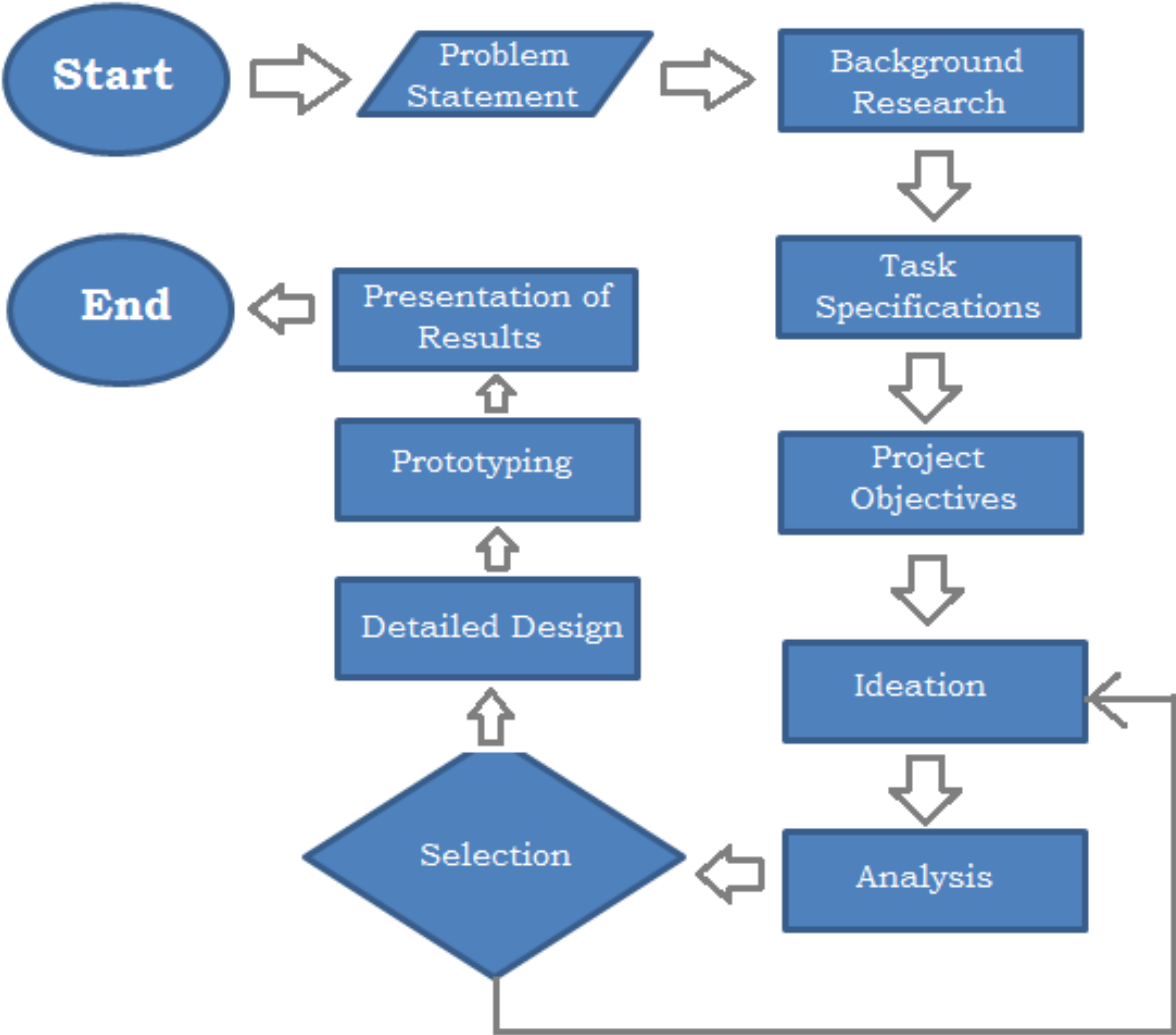 Start
Problem
Statement
Background
Research
Task
Specifications
Project
Objectives
Ideation
Analysis
Selection
Detailed Design
Prototyping
Presentation of
Results
End